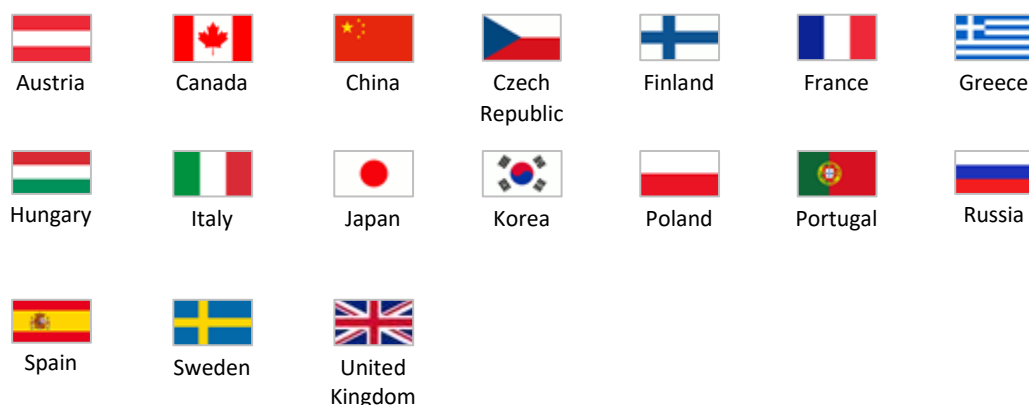 Austria Canada China Czech Finland France Greece
Republic
Hungary Italy Japan Korea Poland Portugal Russia
Spain Sweden United
Kingdom